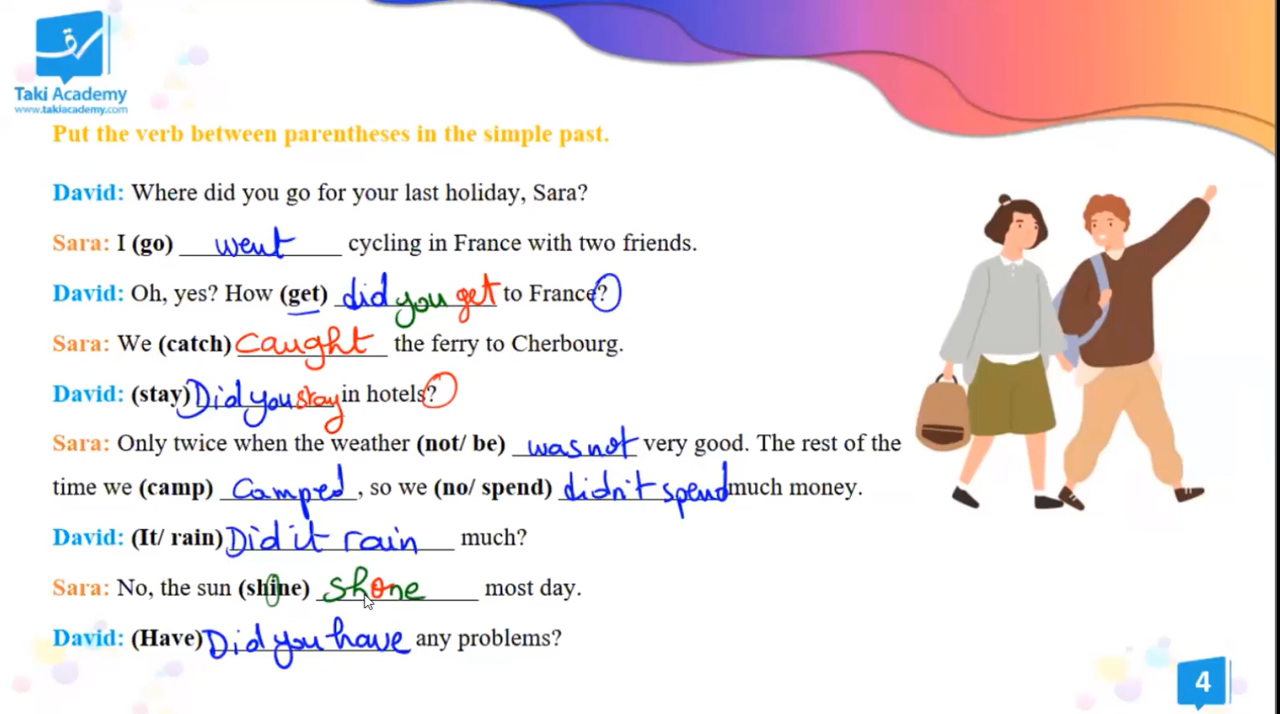 Taki Academy
www.takiacademy.com
Put the verb between parentheses in the simple past.
David: Where did you go for your last holiday, Sara?
Sara: I (go) went cycling in France with two friends.
David: Oh, yes? How (get) did you get to France?
Sara: We (catch) caught the ferry to Cherbourg.
David: (stay) Did you stay in hotels?
Sara: Only twice when the weather (not/ be) was not very good. The rest of the
time we (camp) camped, so we (no/ spend) didn't spend much money.
David: (It/ rain) Did it rain much?
Sara: No, the sun (shine) shone most day.
David: (Have) Did you have any problems?
4